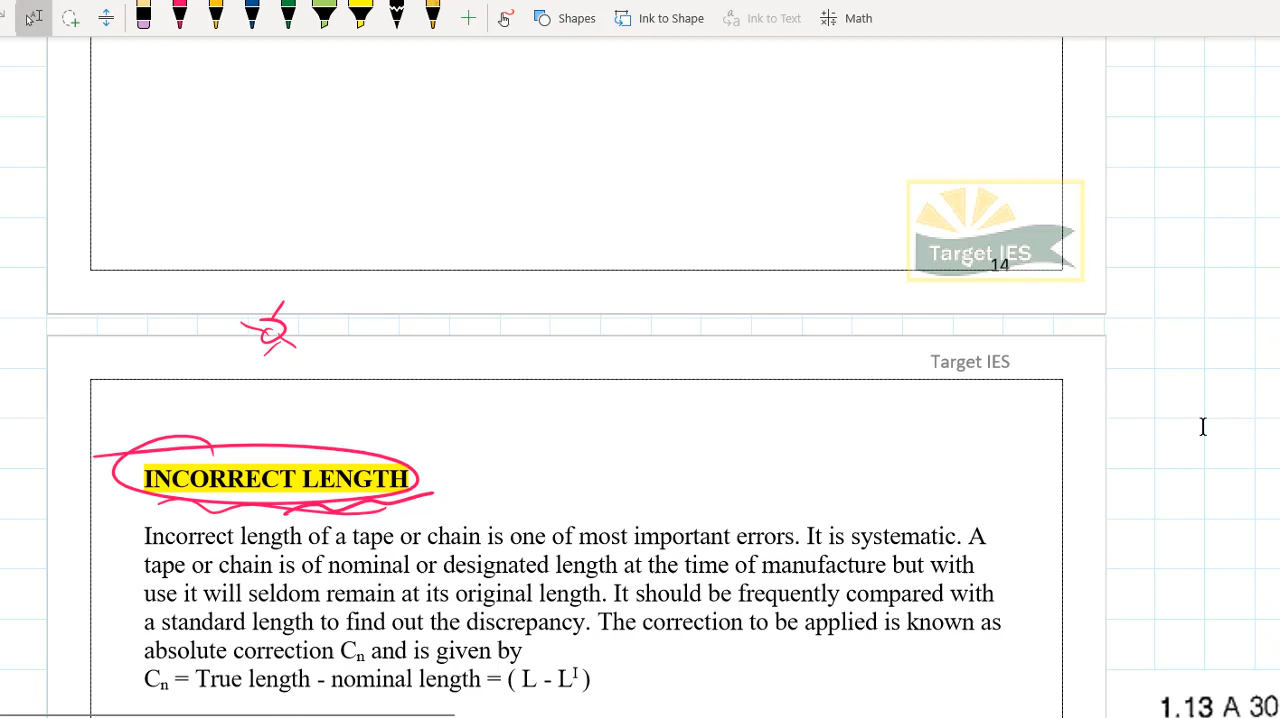 Shapes Ink to Shape Ink to Text Math
Target IES
14
Target IES
INCORRECT LENGTH
Incorrect length of a tape or chain is one of most important errors. It is systematic. A
tape or chain is of nominal or designated length at the time of manufacture but with
use it will seldom remain at its original length. It should be frequently compared with
a standard length to find out the discrepancy. The correction to be applied is known as
absolute correction Cₙ and is given by
Cₙ = True length - nominal length = ( L - Lᴵ )
1.13 A 30